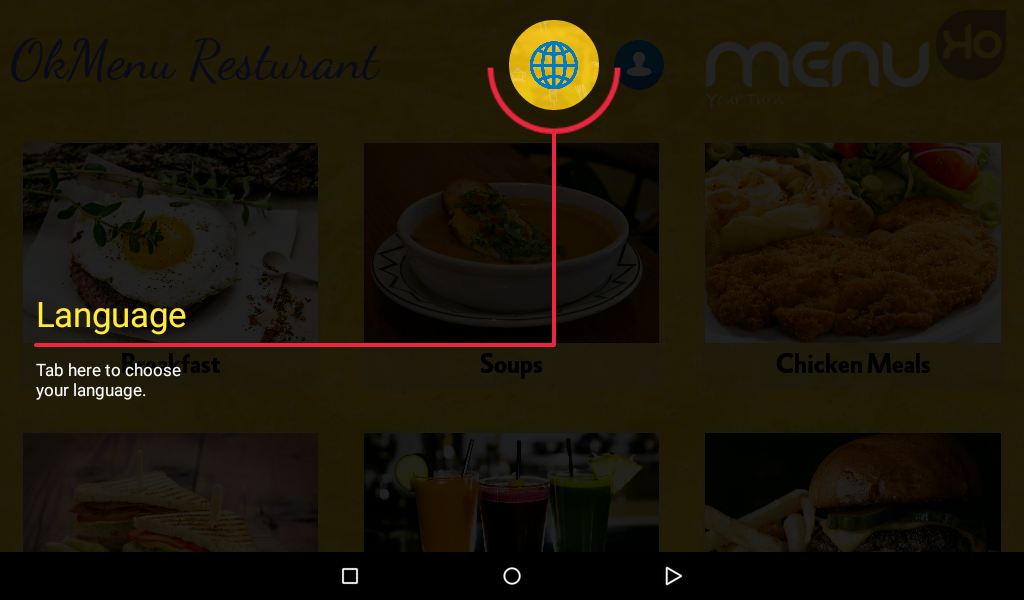 OkMenu Resturant
menu OK
Your Turn
Language
Tab here to choose
your language.
Breakfast
Soups
Chicken Meals